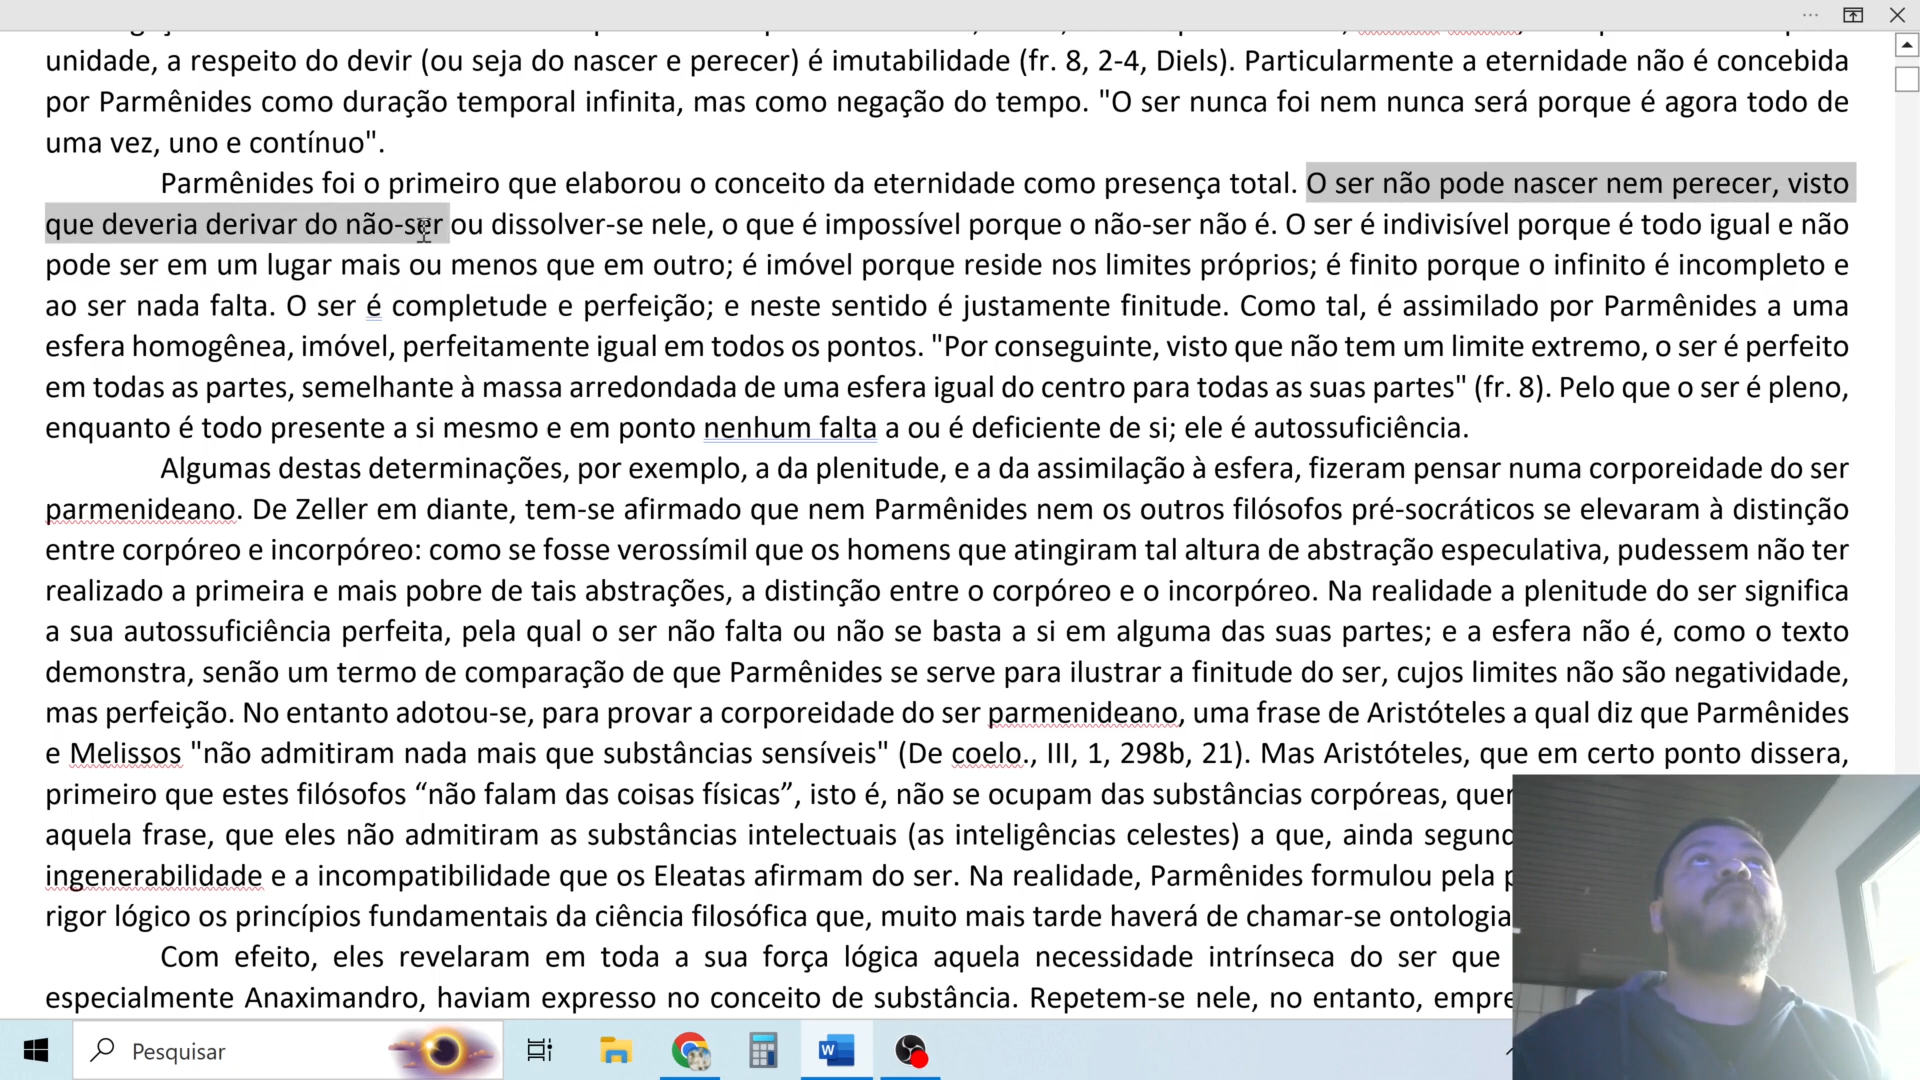 unidade, a respeito do devir (ou seja do nascer e perecer) é imutabilidade (fr. 8, 2-4, Diels). Particularmente a eternidade não é concebida
por Parmênides como duração temporal infinita, mas como negação do tempo. "O ser nunca foi nem nunca será porque é agora todo de
uma vez, uno e contínuo".
Parmênides foi o primeiro que elaborou o conceito da eternidade como presença total. O ser não pode nascer nem perecer, visto
que deveria derivar do não-ser ou dissolver-se nele, o que é impossível porque o não-ser não é. O ser é indivisível porque é todo igual e não
pode ser em um lugar mais ou menos que em outro; é imóvel porque reside nos limites próprios; é finito porque o infinito é incompleto e
ao ser nada falta. O ser é completude e perfeição; e neste sentido é justamente finitude. Como tal, é assimilado por Parmênides a uma
esfera homogênea, imóvel, perfeitamente igual em todos os pontos. "Por conseguinte, visto que não tem um limite extremo, o ser é perfeito
em todas as partes, semelhante à massa arredondada de uma esfera igual do centro para todas as suas partes" (fr. 8). Pelo que o ser é pleno,
enquanto é todo presente a si mesmo e em ponto nenhum falta a ou é deficiente de si; ele é autossuficiência.
Algumas destas determinações, por exemplo, a da plenitude, e a da assimilação à esfera, fizeram pensar numa corporeidade do ser
parmenideano. De Zeller em diante, tem-se afirmado que nem Parmênides nem os outros filósofos pré-socráticos se elevaram à distinção
entre corpóreo e incorpóreo: como se fosse verossímil que os homens que atingiram tal altura de abstração especulativa, pudessem não ter
realizado a primeira e mais pobre de tais abstrações, a distinção entre o corpóreo e o incorpóreo. Na realidade a plenitude do ser significa
a sua autossuficiência perfeita, pela qual o ser não falta ou não se basta a si em alguma das suas partes; e a esfera não é, como o texto
demonstra, senão um termo de comparação de que Parmênides se serve para ilustrar a finitude do ser, cujos limites não são negatividade,
mas perfeição. No entanto adotou-se, para provar a corporeidade do ser parmenideano, uma frase de Aristóteles a qual diz que Parmênides
e Melissos "não admitiram nada mais que substâncias sensíveis" (De coelo., III, 1, 298b, 21). Mas Aristóteles, que em certo ponto dissera,
primeiro que estes filósofos “não falam das coisas físicas”, isto é, não se ocupam das substâncias corpóreas, quer
aquela frase, que eles não admitiram as substâncias intelectuais (as inteligências celestes) a que, ainda segund
ingenerabilidade e a incompatibilidade que os Eleatas afirmam do ser. Na realidade, Parmênides formulou pela p
rigor lógico os princípios fundamentais da ciência filosófica que, muito mais tarde haverá de chamar-se ontologia
Com efeito, eles revelaram em toda a sua força lógica aquela necessidade intrínseca do ser que
especialmente Anaximandro, haviam expresso no conceito de substância. Repetem-se nele, no entanto, empre
Pesquisar